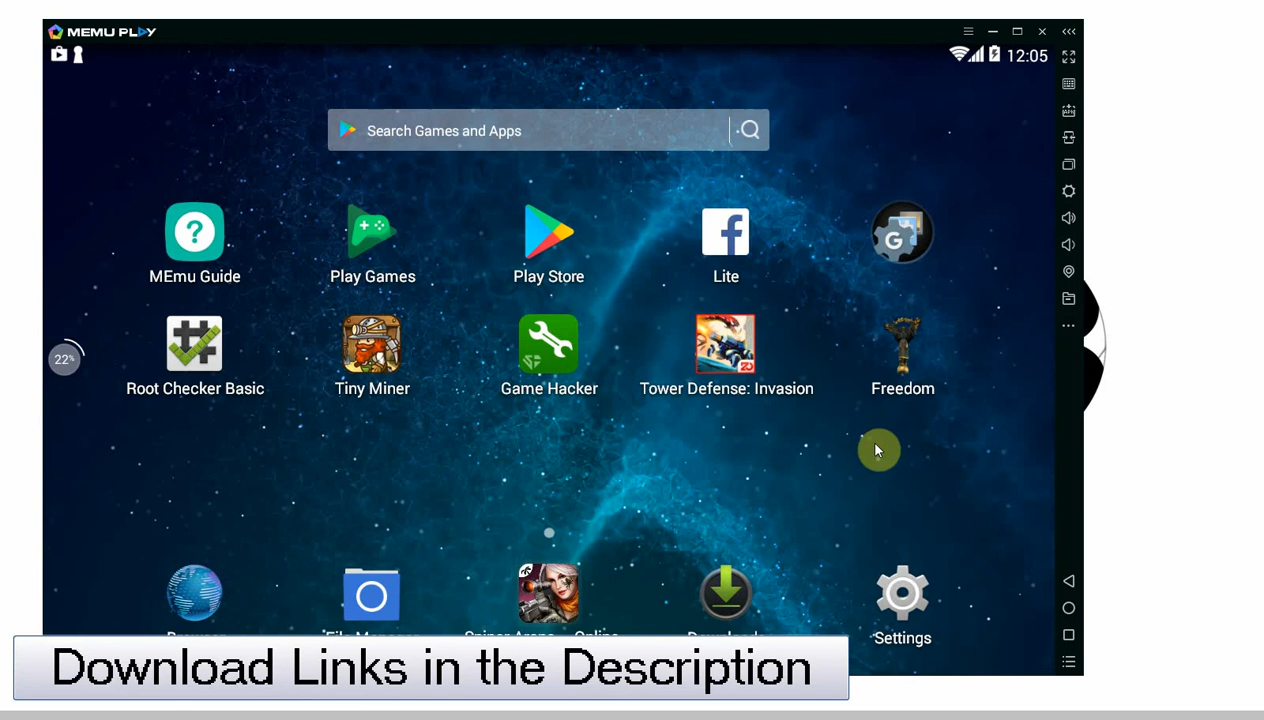 MEMU PLAY
12:05
Search Games and Apps
?
MEmu Guide
Play Games
Play Store
f
Lite
G
22%
Root Checker Basic
Tiny Miner
Game Hacker
Tower Defense: Invasion
Freedom
Settings
Download Links in the Description